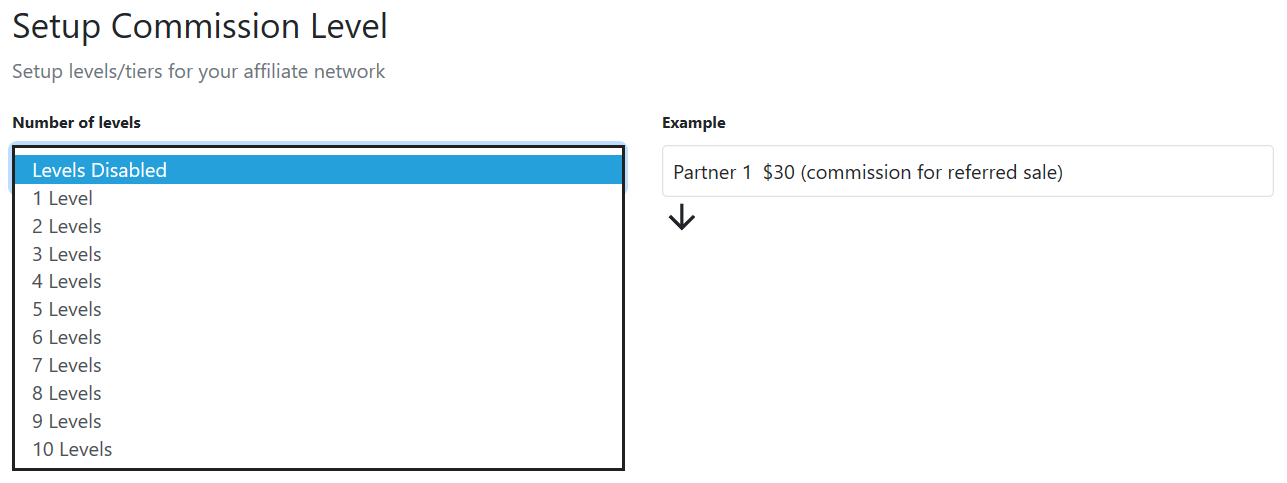 Setup Commission Level
Setup levels/tiers for your affiliate network
Number of levels
Levels Disabled
1 Level
2 Levels
3 Levels
4 Levels
5 Levels
6 Levels
7 Levels
8 Levels
9 Levels
10 Levels
Example
Partner 1 $30 (commission for referred sale)